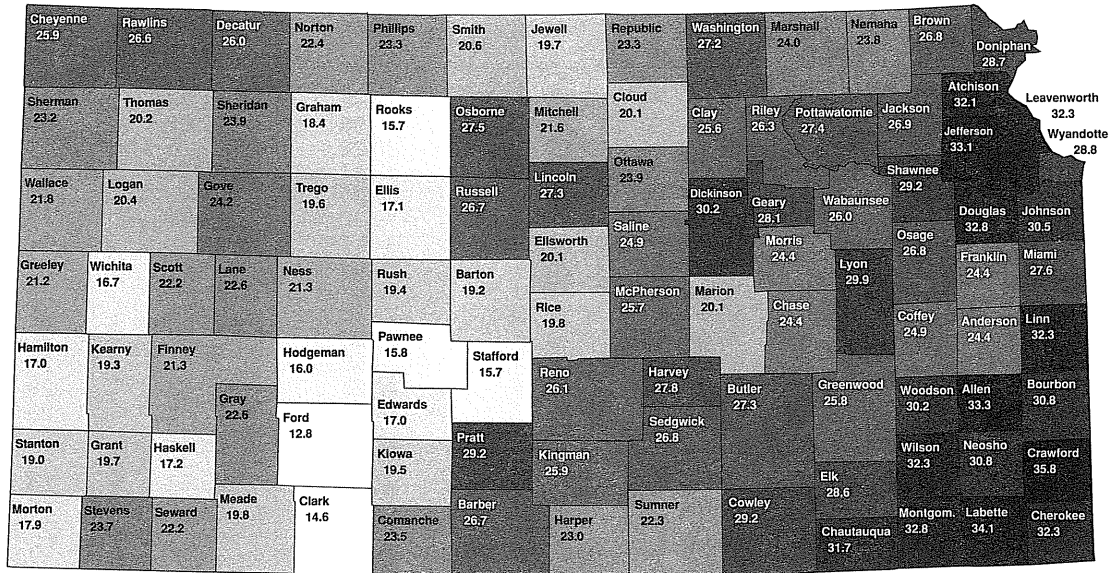 Cheyenne
25.9
Rawlins
26.6
Decatur
26.0
Norton
22.4
Phillips
23.3
Smith
20.6
Jewell
19.7
Republic
23.3
Washington
27.2
Marshall
24.0
Nemaha
23.8
Brown
26.8
Doniphan
28.7
Sherman
23.2
Thomas
20.2
Sheridan
23.9
Graham
18.4
Rooks
15.7
Osborne
27.5
Mitchell
21.6
Cloud
20.1
Clay
25.6
Riley
26.3
Pottawatomie
27.4
Jackson
26.9
Atchison
32.1
Leavenworth
32.3
Jefferson
33.1
Wyandotte
28.8
Wallace
21.8
Logan
20.4
Gove
24.2
Trego
19.6
Ellis
17.1
Russell
26.7
Lincoln
27.3
Ottawa
23.9
Saline
24.9
Dickinson
30.2
Geary
28.1
Wabaunsee
26.0
Shawnee
29.2
Douglas
32.8
Johnson
30.5
Greeley
21.2
Wichita
16.7
Scott
22.2
Lane
22.6
Ness
21.3
Rush
19.4
Barton
19.2
Ellsworth
20.1
Rice
19.8
McPherson
25.7
Marion
20.1
Morris
24.4
Chase
24.4
Lyon
29.9
Osage
26.8
Franklin
24.4
Miami
27.6
Coffey
24.9
Anderson
24.4
Linn
32.3
Hamilton
17.0
Kearny
19.3
Finney
21.3
Gray
22.6
Hodgeman
16.0
Ford
12.8
Pawnee
15.8
Stafford
15.7
Edwards
17.0
Kiowa
19.5
Pratt
29.2
Reno
26.1
Harvey
27.8
Sedgwick
26.8
Kingman
25.9
Butler
27.3
Greenwood
25.8
Woodson
30.2
Allen
33.3
Bourbon
30.8
Stanton
19.0
Grant
19.7
Haskell
17.2
Wilson
32.3
Neosho
30.8
Crawford
35.8
Morton
17.9
Stevens
23.7
Seward
22.2
Meade
19.8
Clark
14.6
Comanche
23.5
Barber
26.7
Harper
23.0
Sumner
22.3
Cowley
29.2
Elk
28.6
Chautauqua
31.7
Montgom.
32.8
Labette
34.1
Cherokee
32.3